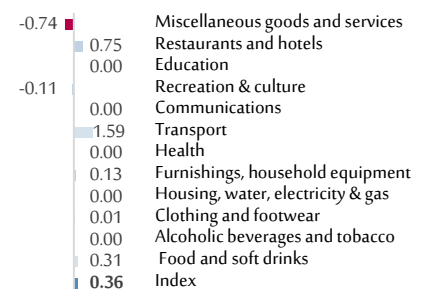 -0.74 Miscellaneous goods and services
0.75 Restaurants and hotels
0.00 Education
-0.11 Recreation & culture
0.00 Communications
1.59 Transport
0.00 Health
0.13 Furnishings, household equipment
0.00 Housing, water, electricity & gas
0.01 Clothing and footwear
0.00 Alcoholic beverages and tobacco
0.31 Food and soft drinks
0.36 Index